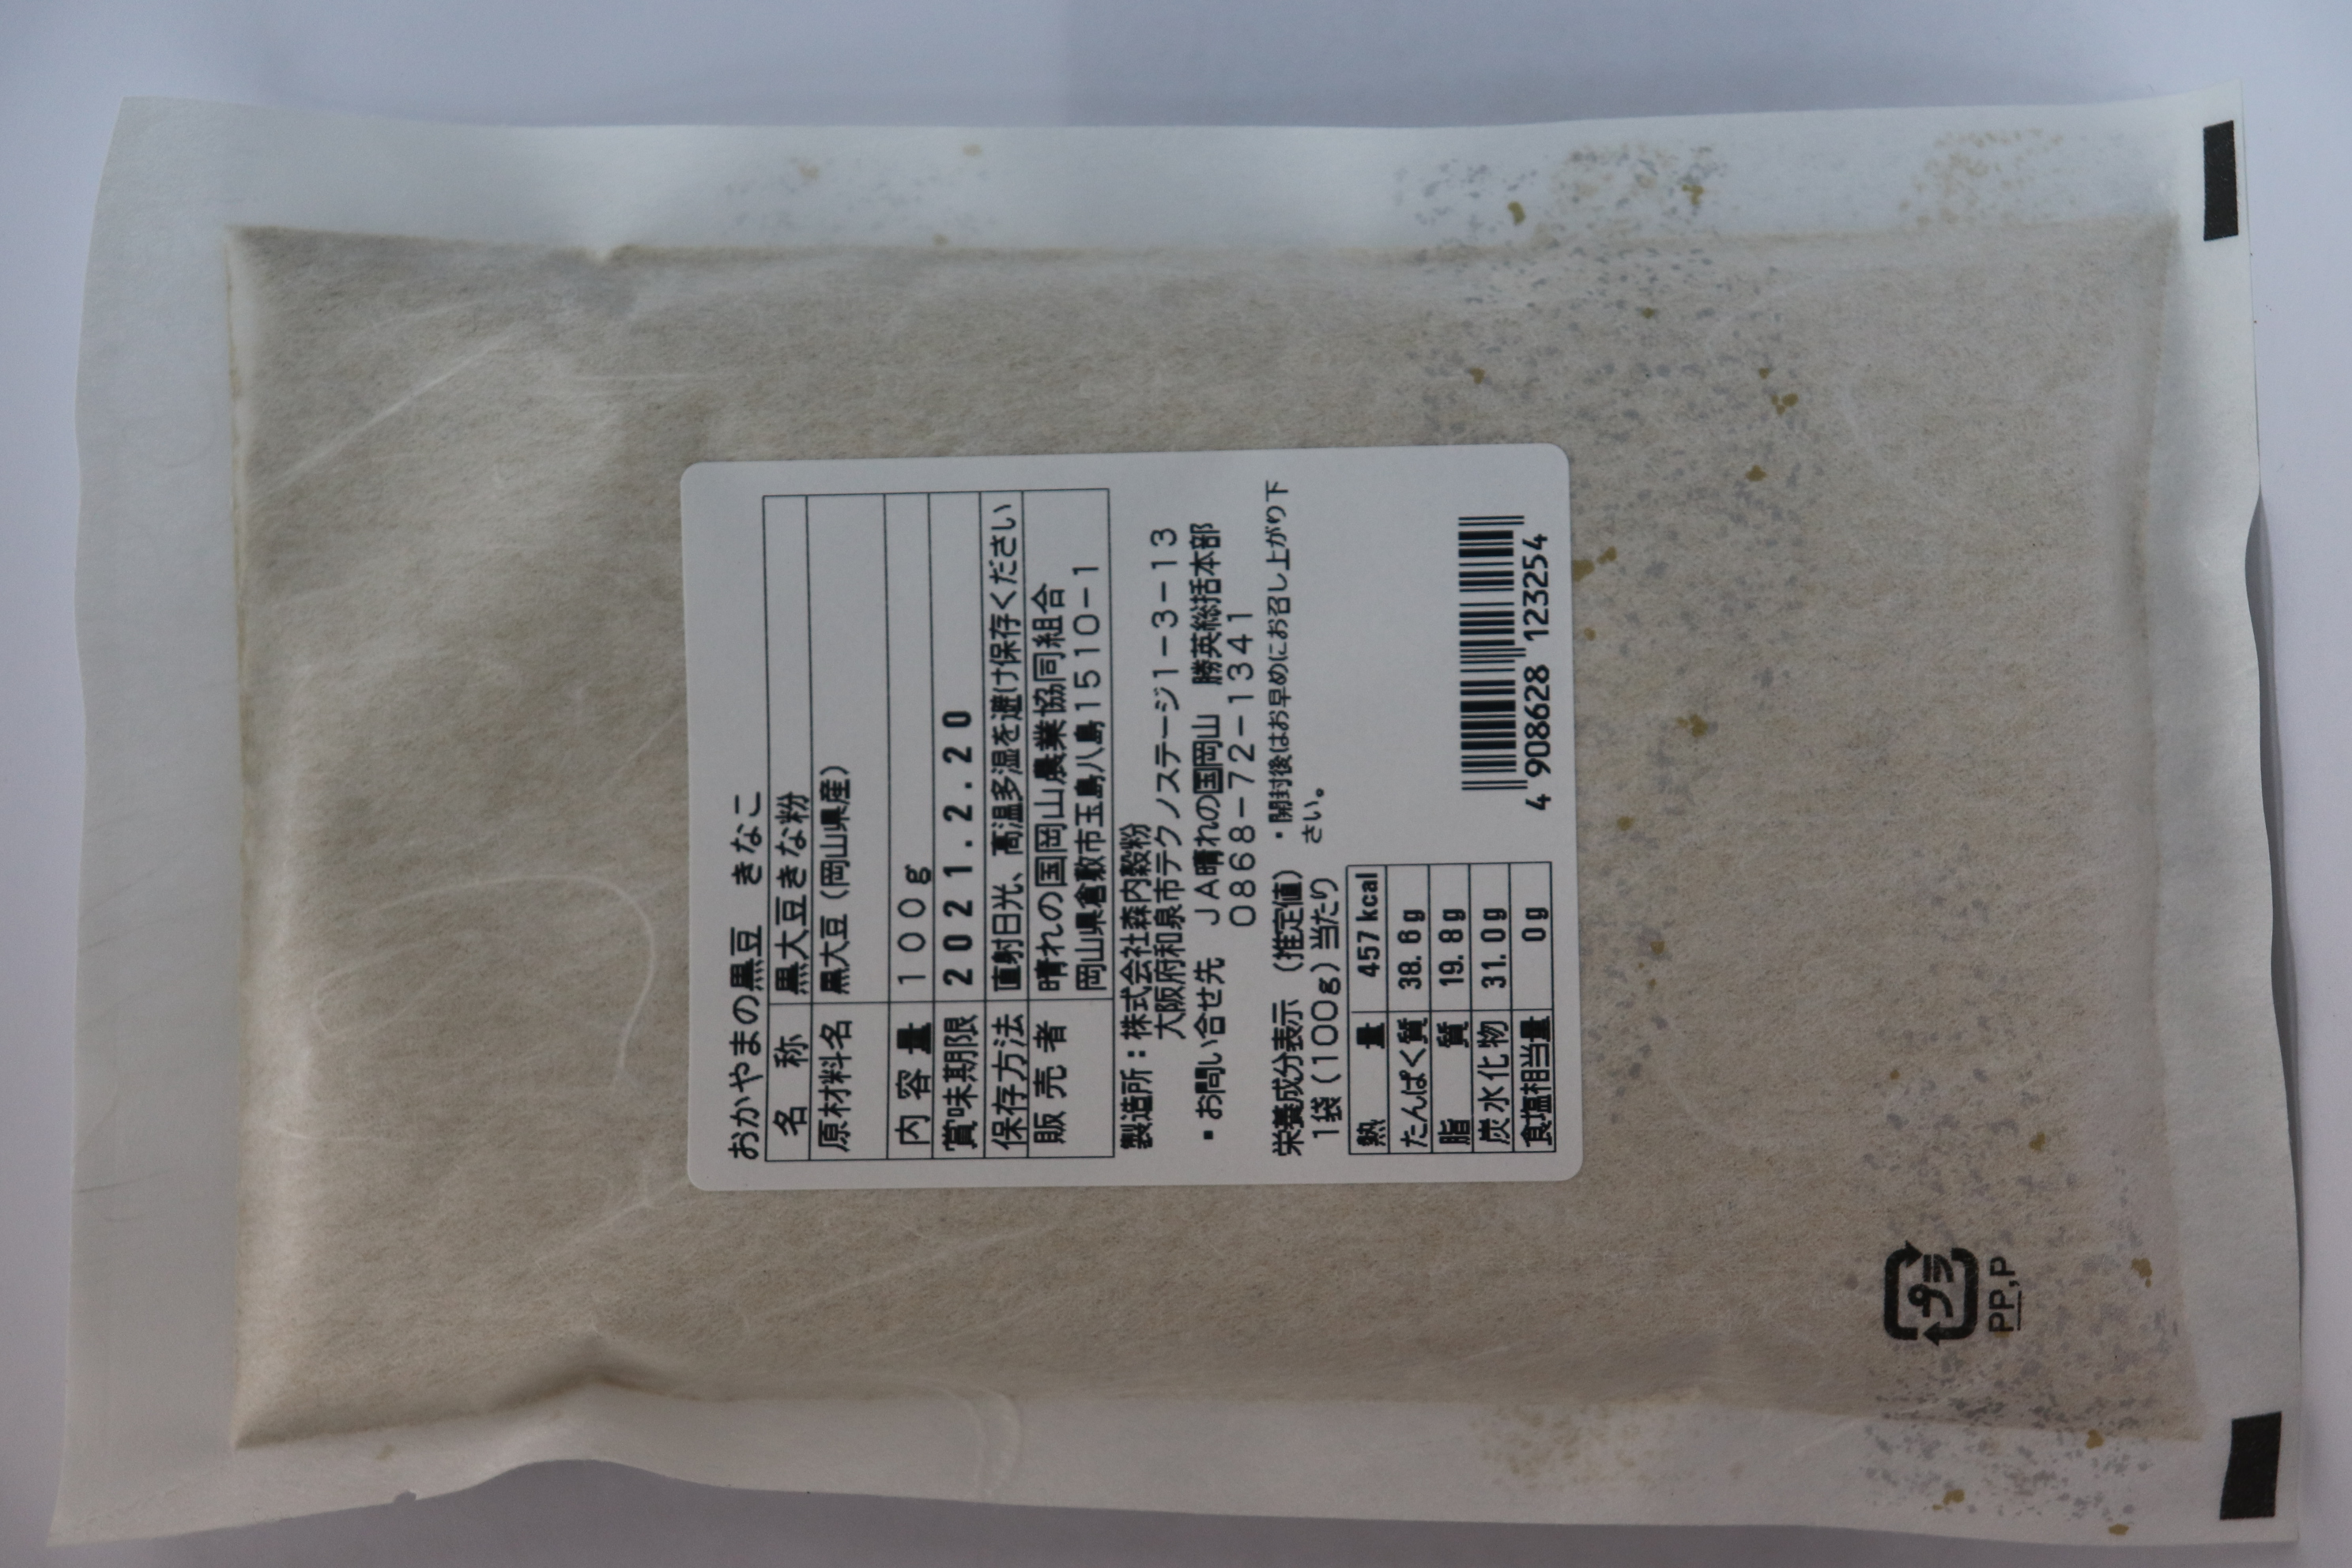 おかやまの黒豆　きなこ
名称　黒大豆きな粉
原材料名　黒大豆（岡山県産）
内容量　１００ｇ
賞味期限　2021.2.20
保存方法　直射日光、高温多湿を避け保存ください
販売者　晴れの国岡山農業協同組合
岡山県倉敷市玉島八島１５１０－１
製造所：株式会社森内穀粉
大阪府和泉市テクノステージ１－３－１３
・お問い合せ先　ＪＡ晴れの国岡山　勝英総括本部
０８６８－７２－１３４１
栄養成分表示（推定値）
１袋（１００ｇ）当たり
熱量　457kcal
たんぱく質　38.6g
脂質　19.8g
炭水化物　31.0g
食塩相当量　0g
・開封後はお早めにお召し上がり下
さい。
4 908628 123254
プラ
PP,P